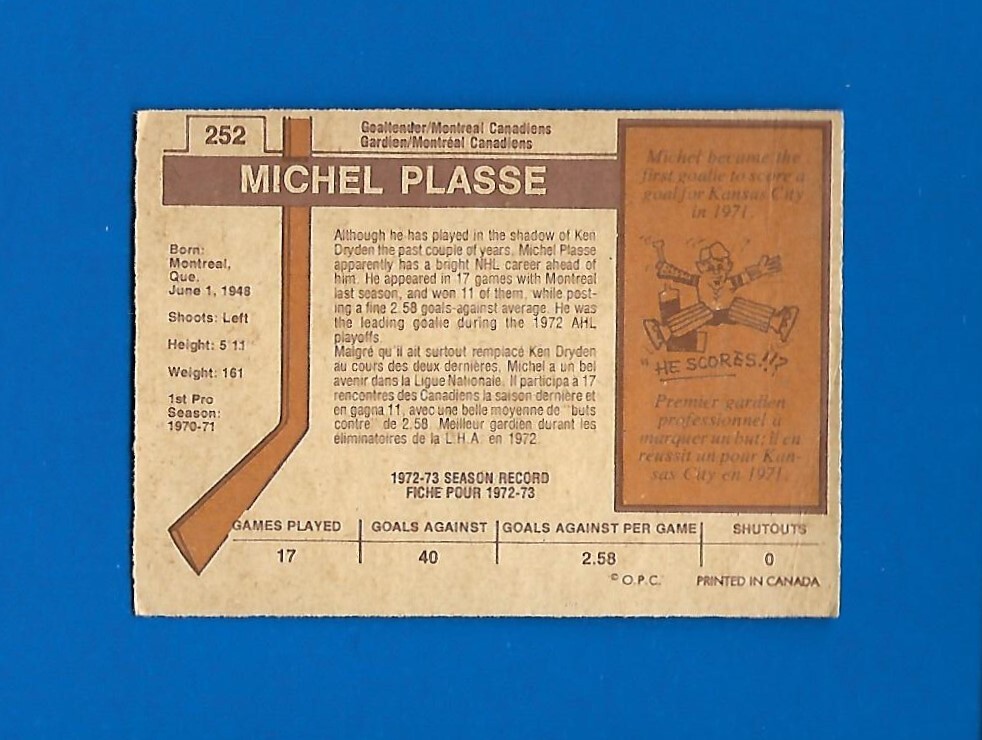 252
Goaltender/Montreal Canadiens
Gardien/Montréal Canadiens
MICHEL PLASSE
Born:
Montreal,
Que.
June 1, 1948
Shoots: Left
Height: 5 11
Weight: 161
1st Pro
Season:
1970-71
Although he has played in the shadow of Ken
Dryden the past couple of years, Michel Plasse
apparently has a bright NHL career ahead of
him. He appeared in 17 games with Montreal
last season, and won 11 of them, while post-
ing a fine 2.58 goals-against average. He was
the leading goalie during the 1972 AHL
playoffs.
Malgré qu'il ait surtout remplacé Ken Dryden
au cours des deux dernières, Michel a un bel
avenir dans la Ligue Nationale. Il participa à 17
rencontres des Canadiens la saison dernière et
en gagna 11, avec une belle moyenne de "buts
contre" de 2.58. Meilleur gardien durant les
éliminatoires de la L.H.A. en 1972.
Michel became the
first goalie to score a
goal for Kansas City
in 1971.
"HE SCORES!!?
Premier gardien
professionnel a
marquer un but; il en
reussit un pour Kan-
sas City en 1971.
1972-73 SEASON RECORD
FICHE POUR 1972-73
GAMES PLAYED GOALS AGAINST GOALS AGAINST PER GAME SHUTOUTS
17 40 2.58 0
© O.P.C. PRINTED IN CANADA